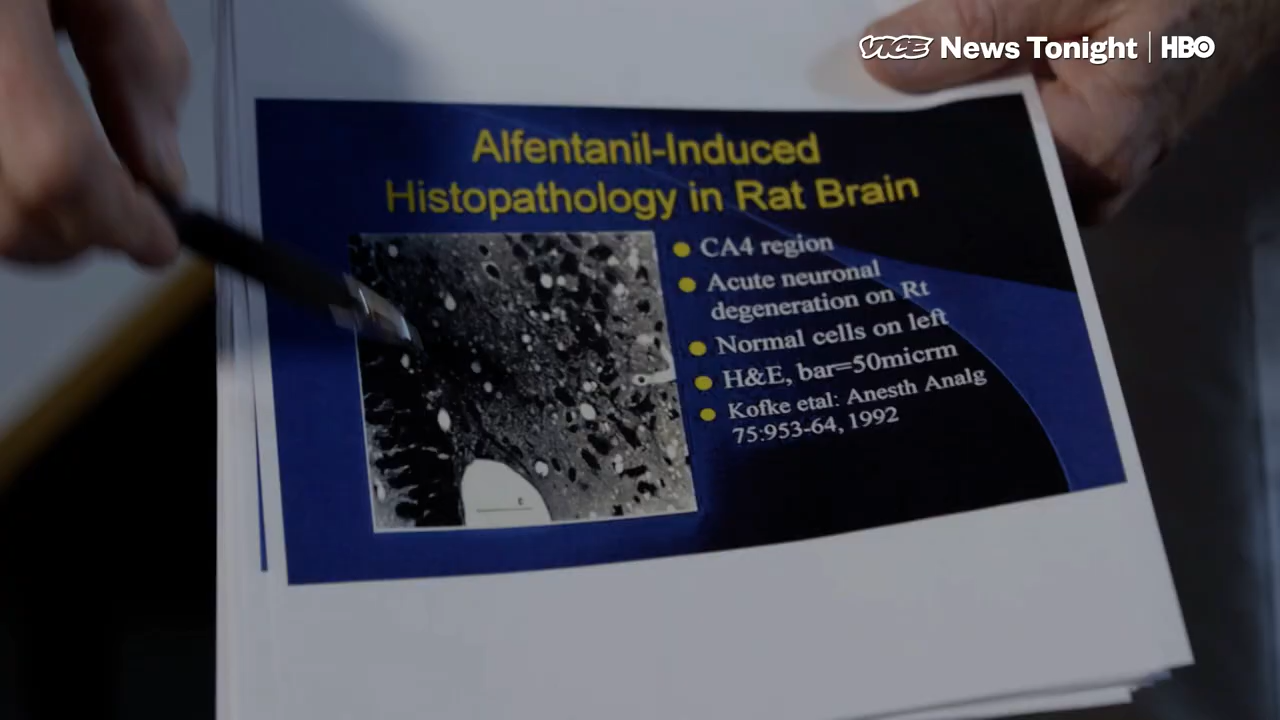 VICE News Tonight | HBO
Alfentanil-Induced
Histopathology in Rat Brain
CA4 region
Acute neuronal
degeneration on Rt
Normal cells on left
H&E, bar=50micrm
Kofke etal: Anesth Analg
75:953-64, 1992